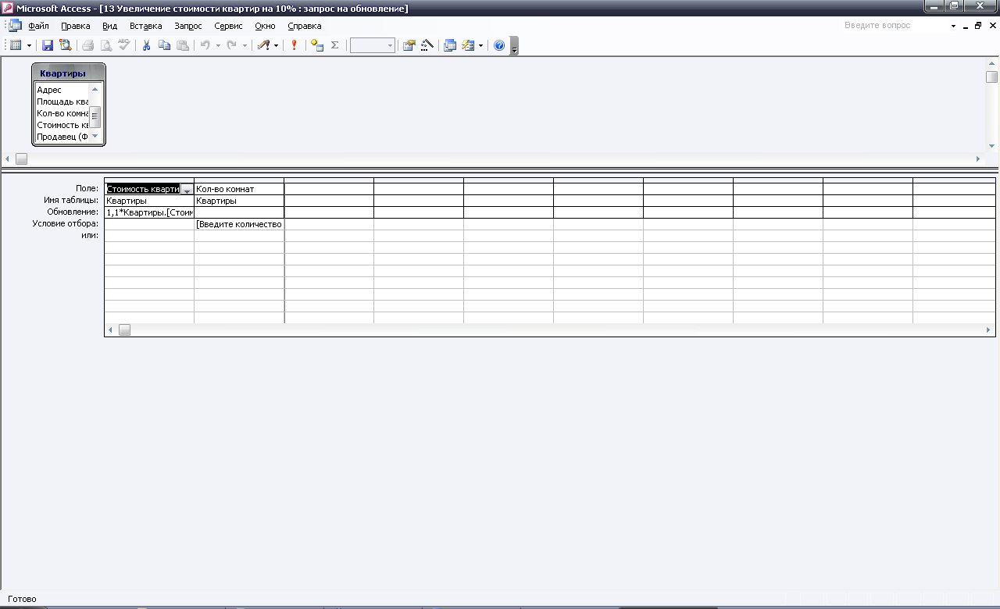 Microsoft Access - [13 Увеличение стоимости квартир на 10% : запрос на обновление]
Файл Правка Вид Вставка Запрос Сервис Окно Справка Введите вопрос
Квартиры
Адрес
Площадь ква
Кол-во комна
Стоимость кв
Продавец (Ф
Поле: Стоимость кварти Кол-во комнат
Имя таблицы: Квартиры Квартиры
Обновление: 1,1*Квартиры.[Стоим
Условие отбора: [Введите количество
или:
Готово